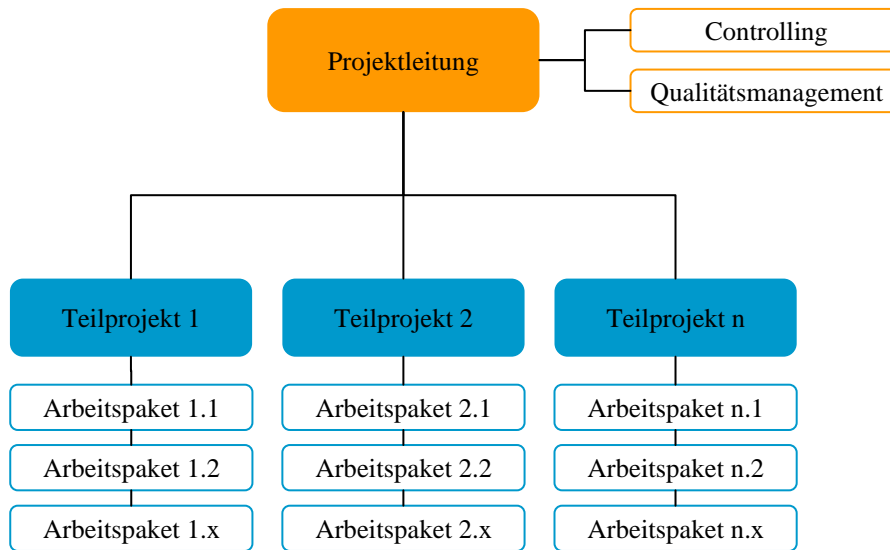 Projektleitung
Controlling
Qualitätsmanagement
Teilprojekt 1
Teilprojekt 2
Teilprojekt n
Arbeitspaket 1.1
Arbeitspaket 2.1
Arbeitspaket n.1
Arbeitspaket 1.2
Arbeitspaket 2.2
Arbeitspaket n.2
Arbeitspaket 1.x
Arbeitspaket 2.x
Arbeitspaket n.x